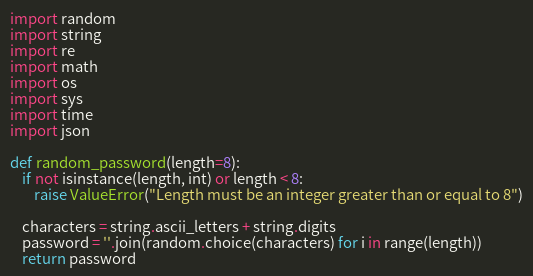 import random
import string
import re
import math
import os
import sys
import time
import json

def random_password(length=8):
    if not isinstance(length, int) or length < 8:
        raise ValueError("Length must be an integer greater than or equal to 8")

    characters = string.ascii_letters + string.digits
    password = ''.join(random.choice(characters) for i in range(length))
    return password